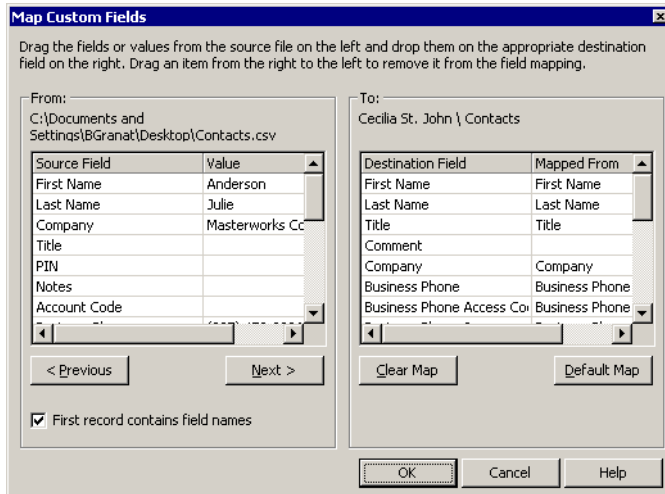 Map Custom Fields
Drag the fields or values from the source file on the left and drop them on the appropriate destination
field on the right. Drag an item from the right to the left to remove it from the field mapping.
From:
C:\Documents and
Settings\BGranat\Desktop\Contacts.csv
Source Field Value
First Name Anderson
Last Name Julie
Company Masterworks Co
Title
PIN
Notes
Account Code
< Previous Next >
First record contains field names
To:
Cecilia St. John \ Contacts
Destination Field Mapped From
First Name First Name
Last Name Last Name
Title Title
Comment
Company Company
Business Phone Business Phone
Business Phone Access Co Business Phone
Clear Map Default Map
OK Cancel Help